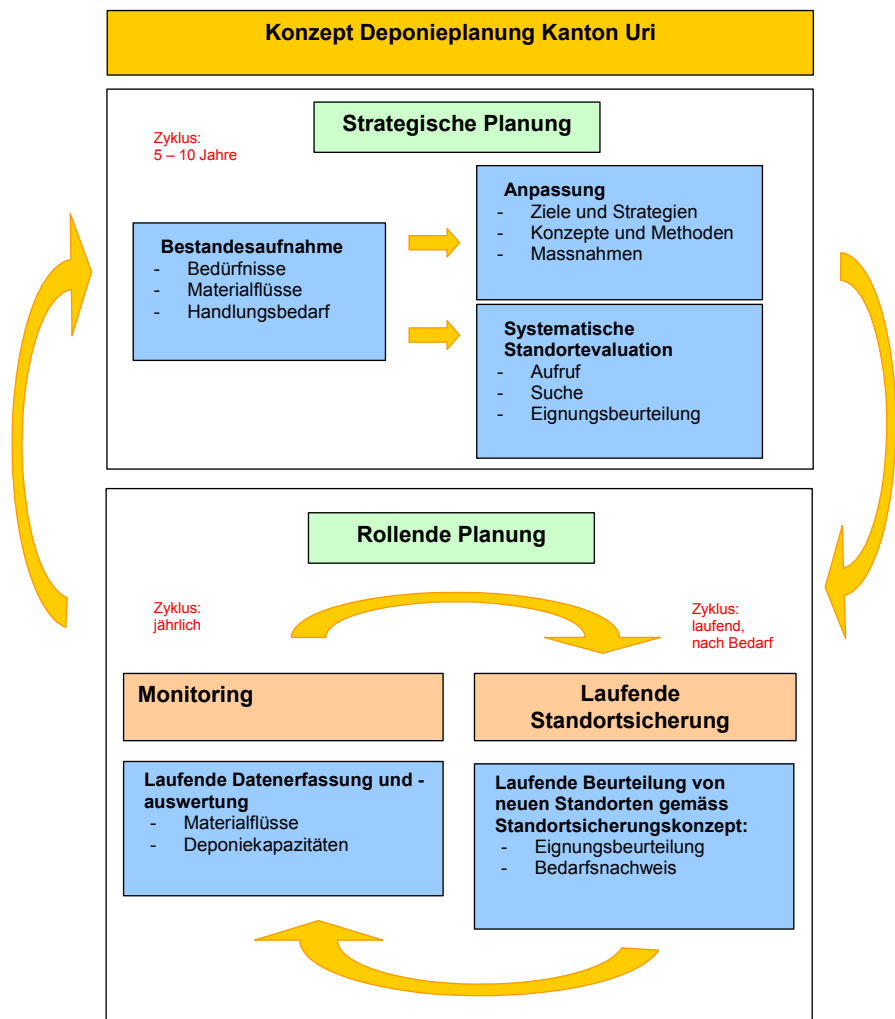 Konzept Deponieplanung Kanton Uri
Strategische Planung
Zyklus:
5 – 10 Jahre
Bestandesaufnahme
- Bedürfnisse
- Materialflüsse
- Handlungsbedarf
Anpassung
- Ziele und Strategien
- Konzepte und Methoden
- Massnahmen
Systematische
Standortevaluation
- Aufruf
- Suche
- Eignungsbeurteilung
Rollende Planung
Zyklus:
jährlich
Zyklus:
laufend,
nach Bedarf
Monitoring
Laufende
Standortsicherung
Laufende Datenerfassung und -
auswertung
- Materialflüsse
- Deponiekapazitäten
Laufende Beurteilung von
neuen Standorten gemäss
Standortsicherungskonzept:
- Eignungsbeurteilung
- Bedarfsnachweis